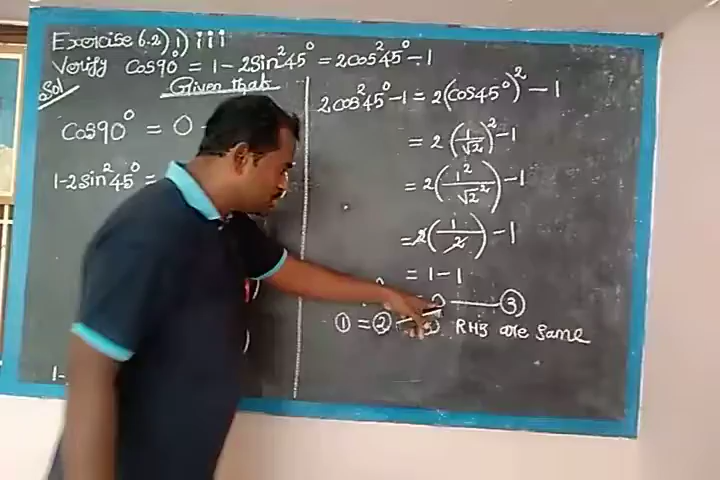 Exercise 6.2) 1) iii
Verify Cos90° = 1 - 2Sin²45° = 2cos²45° - 1
Sol
Given that
Cos90° = 0
1-2Sin²45° =
1-
2cos²45°-1 = 2(cos45°)² - 1
= 2(1/√2)² - 1
= 2(1²/√2²) - 1
= 2(1/2) - 1
= 1 - 1
③
① = ② RHS are Same